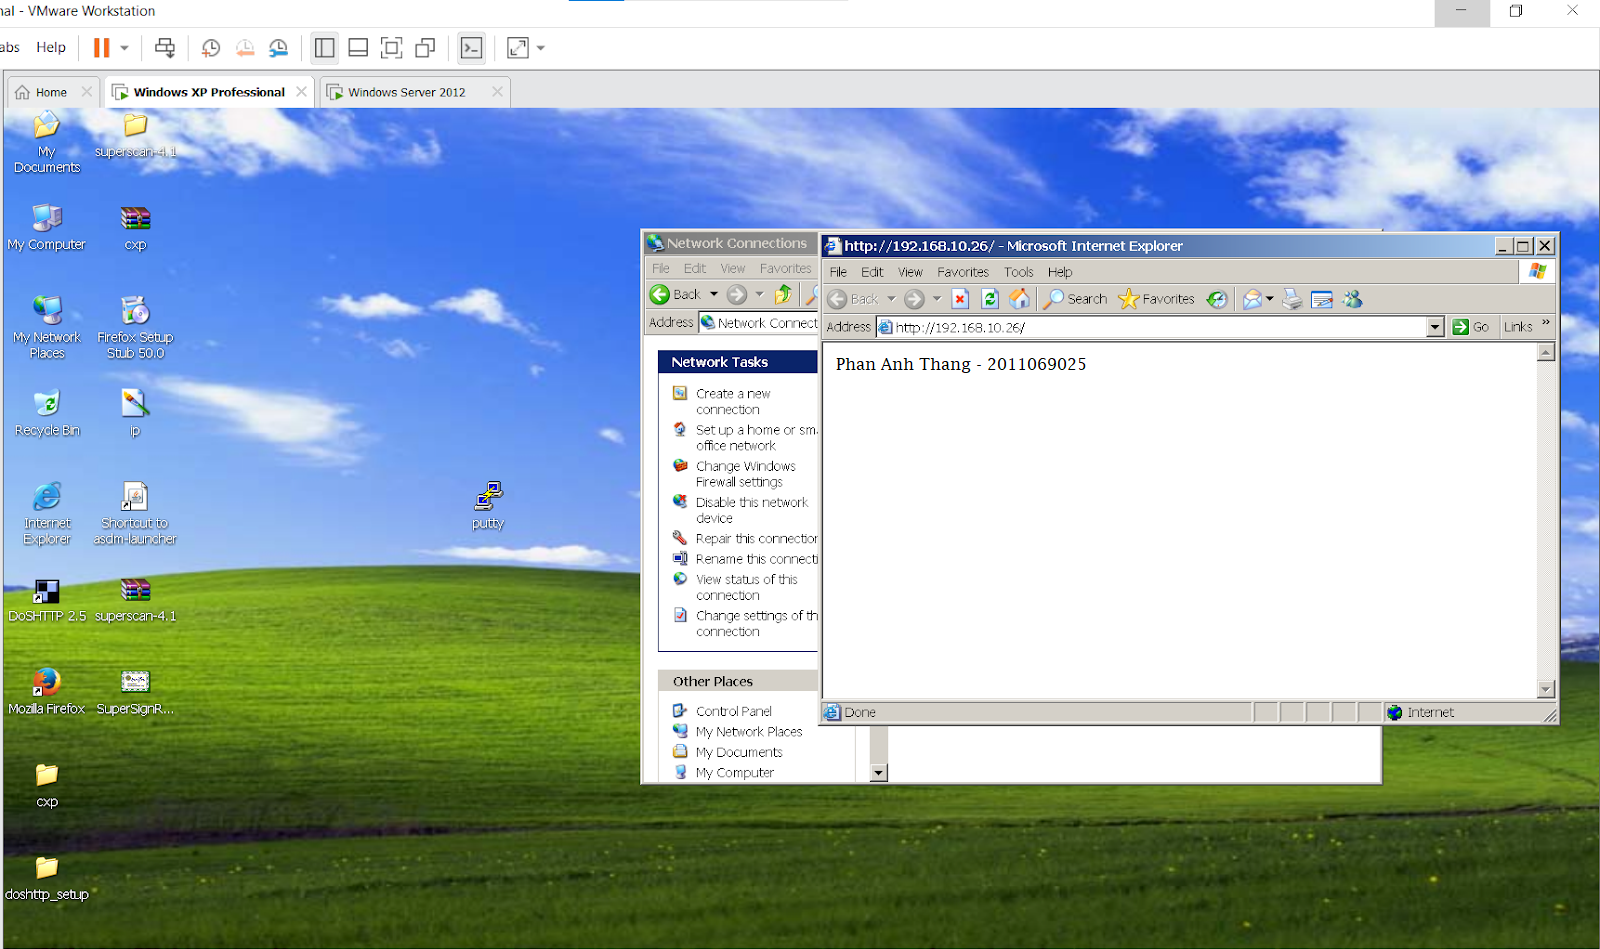 nal - VMware Workstation
abs Help
Home
Windows XP Professional
Windows Server 2012
My Documents
superscan-4.1
My Computer
cxp
My Network Places
Firefox Setup Stub 50.0
Recycle Bin
ip
Internet Explorer
Shortcut to asdm-launcher
putty
DoSHTTP 2.5
superscan-4.1
Mozilla Firefox
SuperSignR...
cxp
doshttp_setup
Network Connections
File Edit View Favorites
Back
Address Network Connect
Network Tasks
Create a new
connection
Set up a home or sm
office network
Change Windows
Firewall settings
Disable this network
device
Repair this connection
Rename this connecti
View status of this
connection
Change settings of th
connection
Other Places
Control Panel
My Network Places
My Documents
My Computer
http://192.168.10.26/ - Microsoft Internet Explorer
File Edit View Favorites Tools Help
Back Search Favorites
Address http://192.168.10.26/ Go Links »
Phan Anh Thang - 2011069025
Done Internet